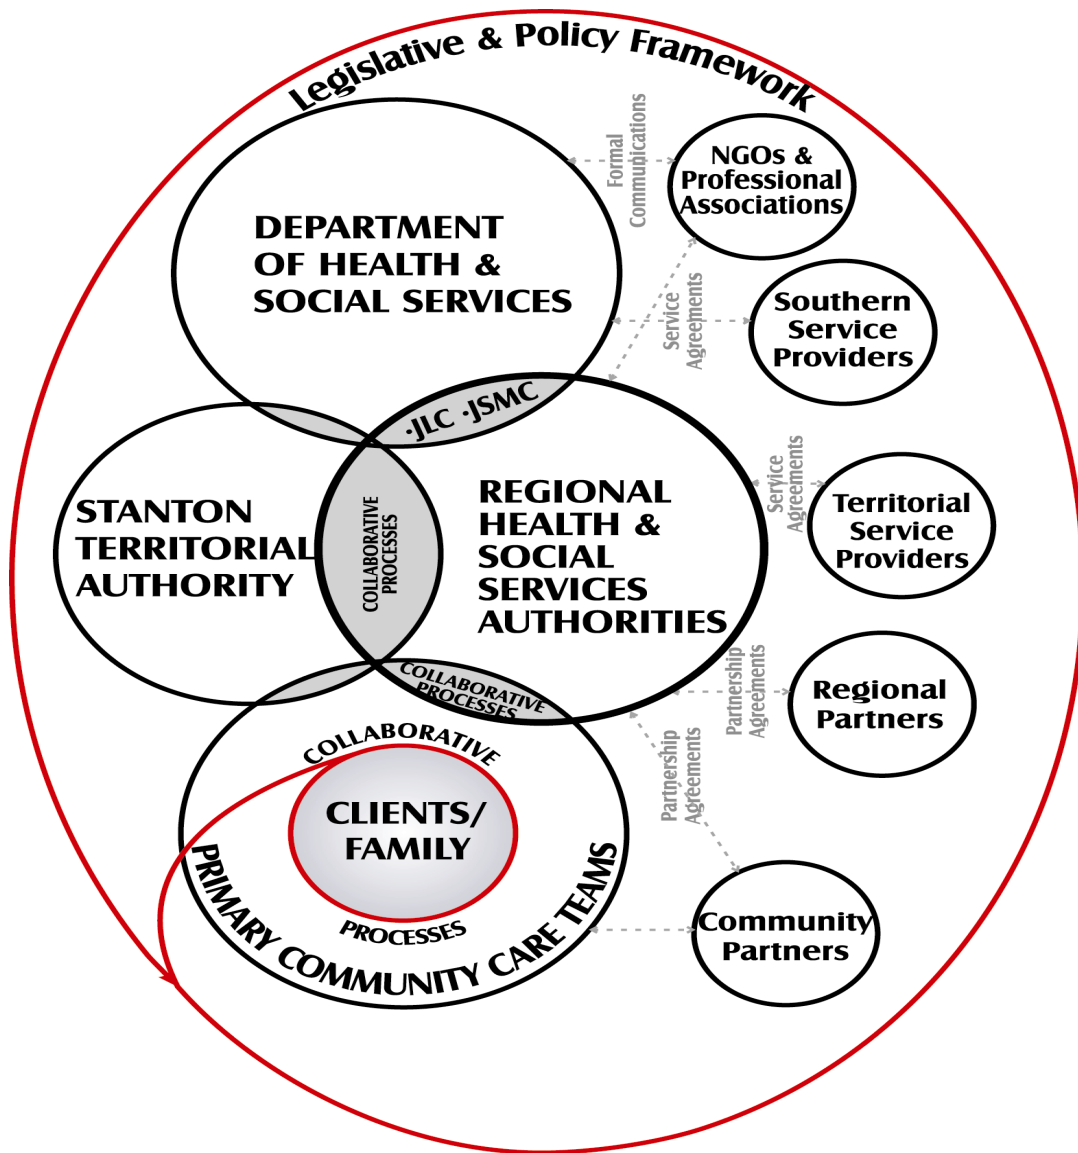 Legislative & Policy Framework
DEPARTMENT
OF HEALTH &
SOCIAL SERVICES
Formal
Communications
NGOs &
Professional
Associations
Service
Agreements
Southern
Service
Providers
·JLC ·JSMC
STANTON
TERRITORIAL
AUTHORITY
COLLABORATIVE
PROCESSES
REGIONAL
HEALTH &
SOCIAL
SERVICES
AUTHORITIES
Service
Agreements
Territorial
Service
Providers
COLLABORATIVE
PROCESSES
Partnership
Agreements
Regional
Partners
Partnership
Agreements
COLLABORATIVE
CLIENTS/
FAMILY
PROCESSES
PRIMARY COMMUNITY CARE TEAMS
Community
Partners